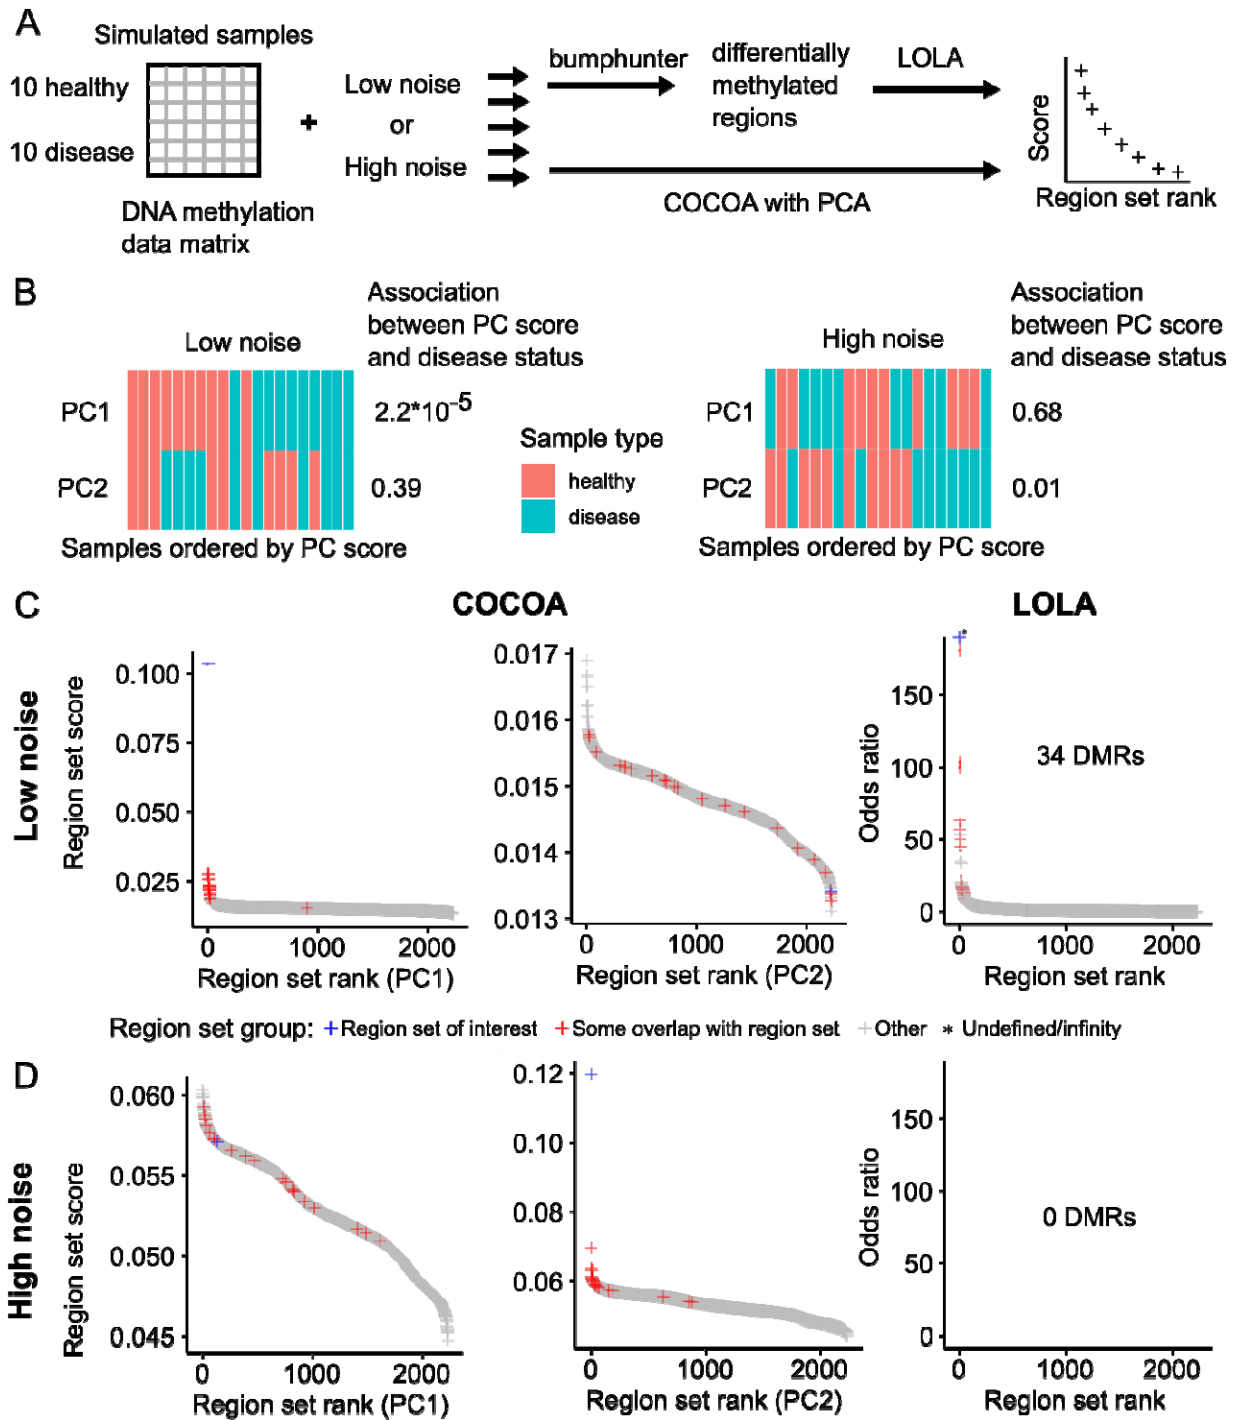 A
Simulated samples
10 healthy
10 disease
DNA methylation
data matrix
+
Low noise
or
High noise
bumphunter
differentially
methylated
regions
LOLA
COCOA with PCA
Score
Region set rank
B
Low noise
Association
between PC score
and disease status
PC1
2.2*10⁻⁵
PC2
0.39
Samples ordered by PC score
Sample type
healthy
disease
High noise
Association
between PC score
and disease status
PC1
0.68
PC2
0.01
Samples ordered by PC score
C
COCOA
LOLA
Low noise
Region set score
0.100
0.075
0.050
0.025
0 1000 2000
Region set rank (PC1)
0.017
0.016
0.015
0.014
0.013
0 1000 2000
Region set rank (PC2)
Odds ratio
*
150
100
50
0
34 DMRs
0 1000 2000
Region set rank
Region set group: + Region set of interest + Some overlap with region set + Other * Undefined/infinity
D
High noise
Region set score
0.060
0.055
0.050
0.045
0 1000 2000
Region set rank (PC1)
0.12
0.10
0.08
0.06
0 1000 2000
Region set rank (PC2)
Odds ratio
150
100
50
0
0 DMRs
0 1000 2000
Region set rank